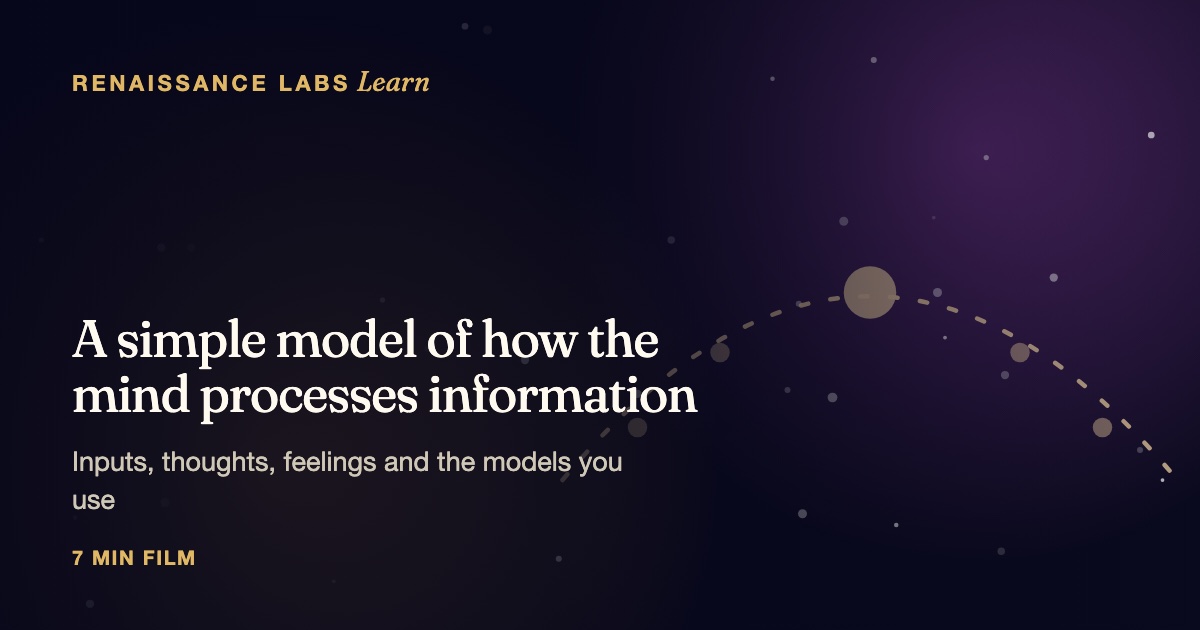 RENAISSANCE LABS Learn
A simple model of how the
mind processes information
Inputs, thoughts, feelings and the models you
use
7 MIN FILM